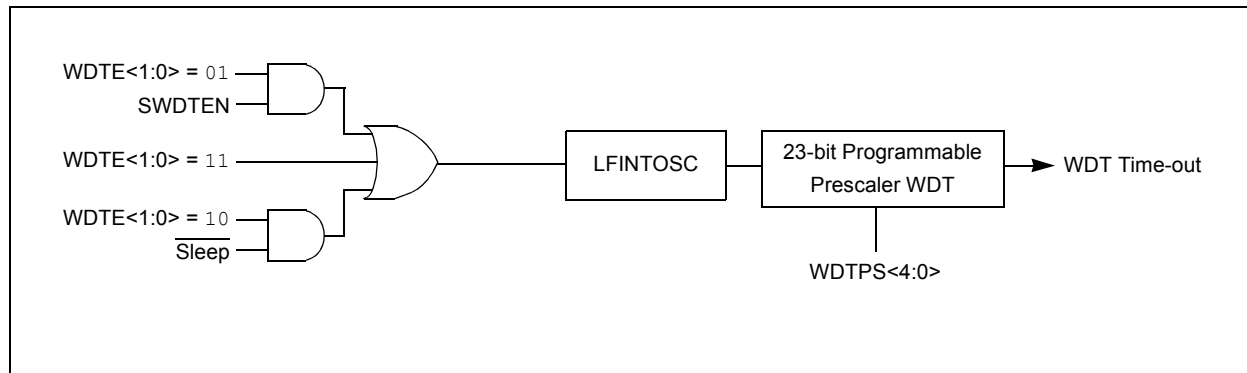 WDTE<1:0> = 01
SWDTEN
WDTE<1:0> = 11
WDTE<1:0> = 10
Sleep
LFINTOSC
23-bit Programmable
Prescaler WDT
WDT Time-out
WDTPS<4:0>